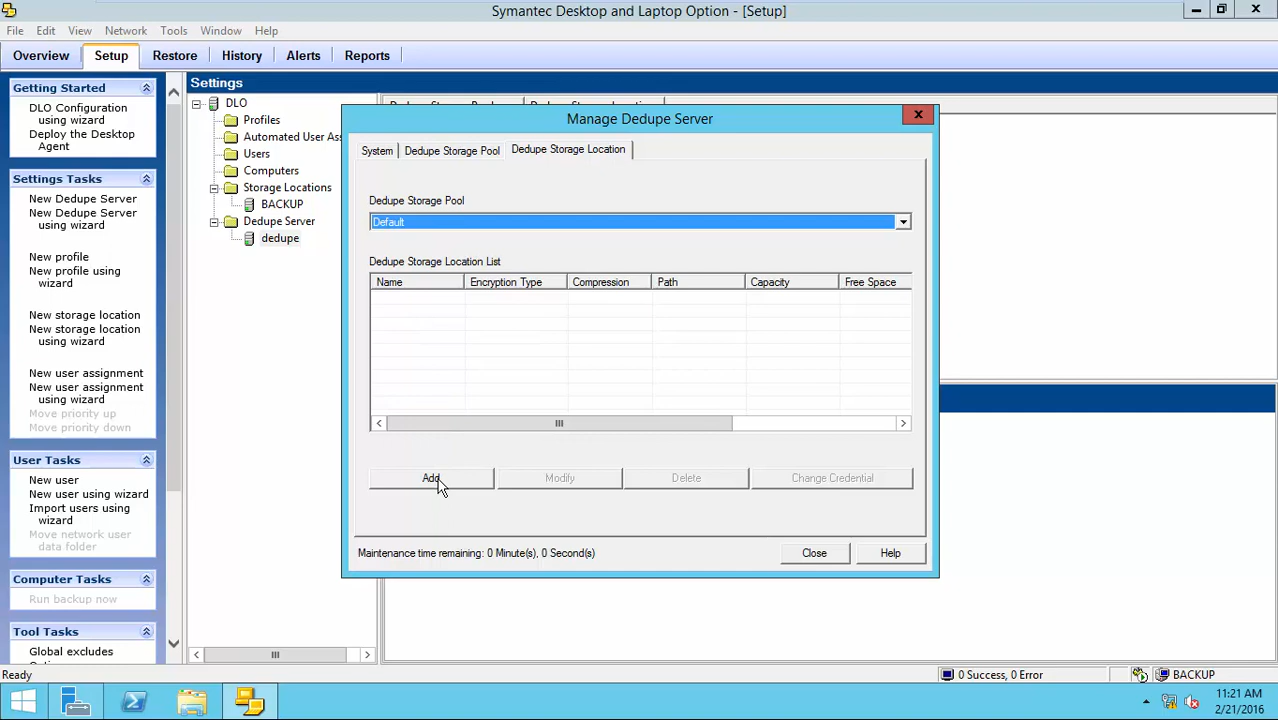 Symantec Desktop and Laptop Option - [Setup]
File Edit View Network Tools Window Help
Overview Setup Restore History Alerts Reports
Getting Started
DLO Configuration
using wizard
Deploy the Desktop
Agent
Settings Tasks
New Dedupe Server
New Dedupe Server
using wizard
New profile
New profile using
wizard
New storage location
New storage location
using wizard
New user assignment
New user assignment
using wizard
Move priority up
Move priority down
User Tasks
New user
New user using wizard
Import users using
wizard
Move network user
data folder
Computer Tasks
Run backup now
Tool Tasks
Global excludes
Settings
DLO
Profiles
Automated User Ass
Users
Computers
Storage Locations
BACKUP
Dedupe Server
dedupe
Manage Dedupe Server
System Dedupe Storage Pool Dedupe Storage Location
Dedupe Storage Pool
Default
Dedupe Storage Location List
Name Encryption Type Compression Path Capacity Free Space
Add Modify Delete Change Credential
Maintenance time remaining: 0 Minute(s), 0 Second(s)
Close Help
Ready
0 Success, 0 Error
BACKUP
11:21 AM
2/21/2016